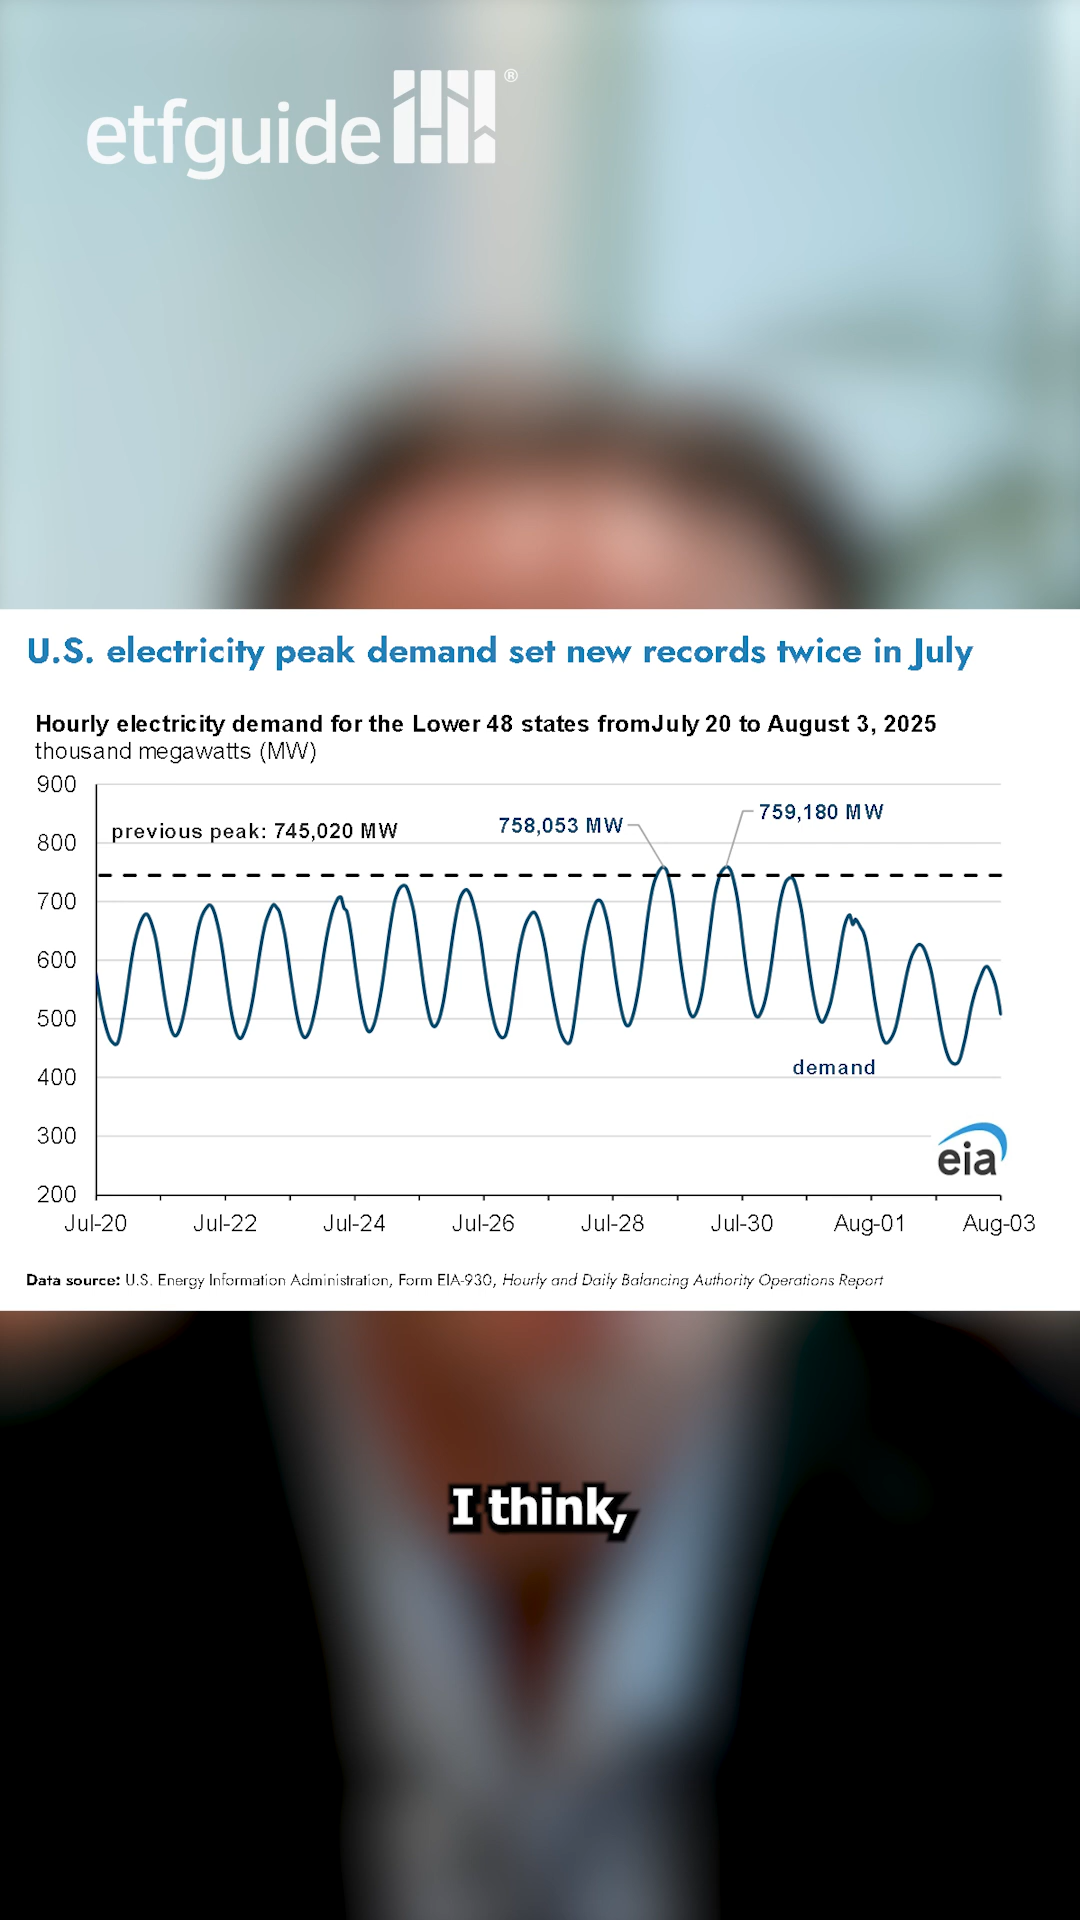 etfguide®
U.S. electricity peak demand set new records twice in July
Hourly electricity demand for the Lower 48 states fromJuly 20 to August 3, 2025
thousand megawatts (MW)
900
800
700
600
500
400
300
200
previous peak: 745,020 MW
758,053 MW
759,180 MW
demand
eia
Jul-20 Jul-22 Jul-24 Jul-26 Jul-28 Jul-30 Aug-01 Aug-03
Data source: U.S. Energy Information Administration, Form EIA-930, Hourly and Daily Balancing Authority Operations Report
I think,